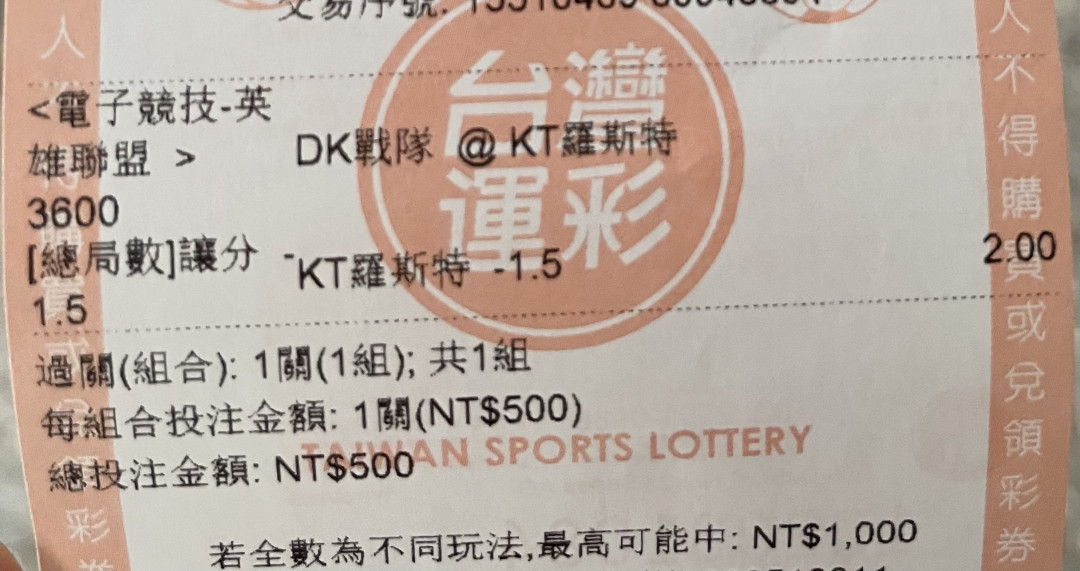 交易序號:
<電子競技-英
雄聯盟 >
DK戰隊 @ KT羅斯特
3600
[總局數]讓分 -
1.5
KT羅斯特 -1.5
2.00
過關(組合): 1關(1組); 共1組
每組合投注金額: 1關(NT$500)
總投注金額: NT$500
若全數為不同玩法,最高可能中: NT$1,000
台灣
運彩
TAIWAN SPORTS LOTTERY
人不得購買或兌領彩券